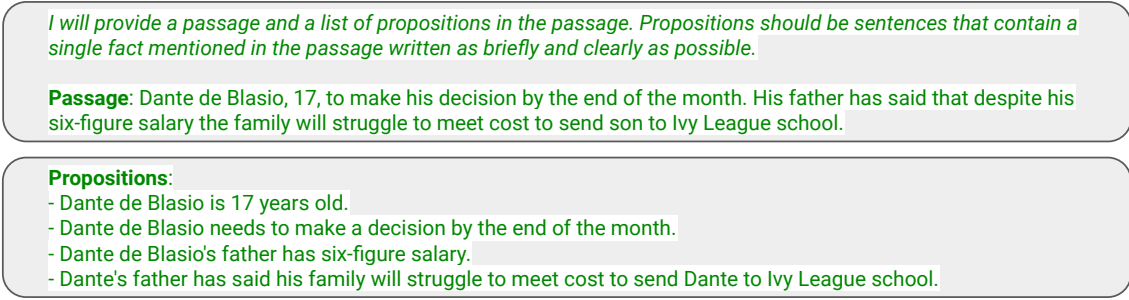 I will provide a passage and a list of propositions in the passage. Propositions should be sentences that contain a
single fact mentioned in the passage written as briefly and clearly as possible.
Passage: Dante de Blasio, 17, to make his decision by the end of the month. His father has said that despite his
six-figure salary the family will struggle to meet cost to send son to Ivy League school.
Propositions:
- Dante de Blasio is 17 years old.
- Dante de Blasio needs to make a decision by the end of the month.
- Dante de Blasio's father has six-figure salary.
- Dante's father has said his family will struggle to meet cost to send Dante to Ivy League school.